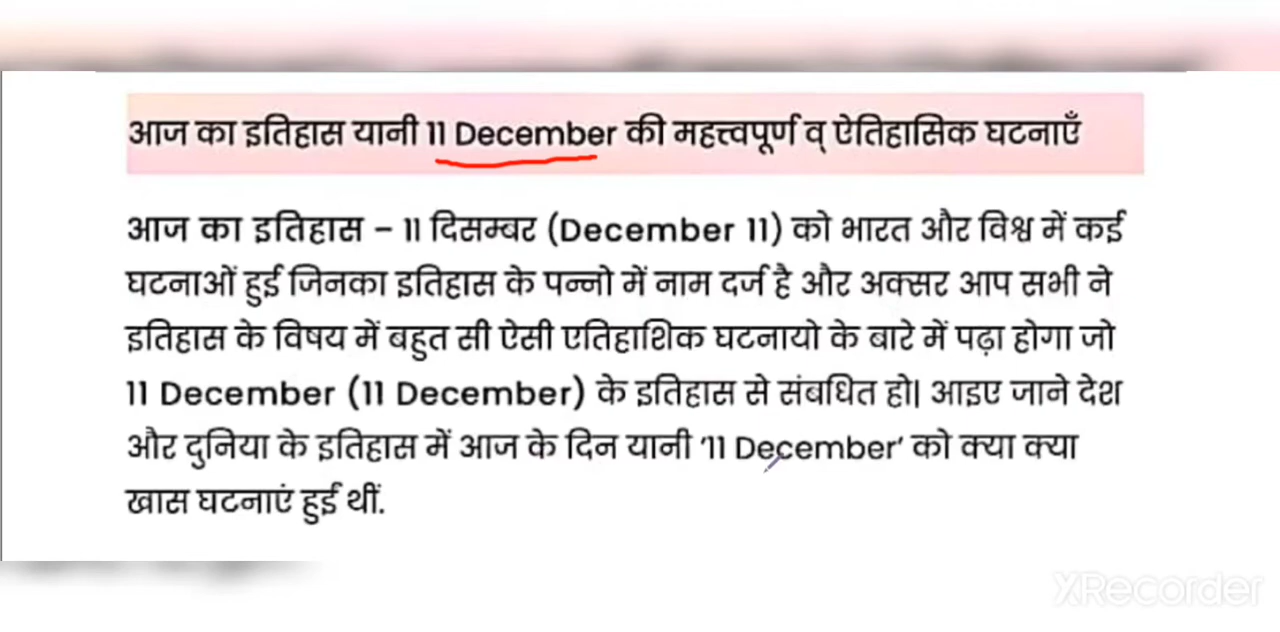 आज का इतिहास यानी 11 December की महत्त्वपूर्ण व् ऐतिहासिक घटनाएँ
आज का इतिहास – 11 दिसम्बर (December 11) को भारत और विश्व में कई
घटनाओं हुई जिनका इतिहास के पन्नो में नाम दर्ज है और अक्सर आप सभी ने
इतिहास के विषय में बहुत सी ऐसी एतिहाशिक घटनायो के बारे में पढ़ा होगा जो
11 December (11 December) के इतिहास से संबधित हो| आइए जाने देश
और दुनिया के इतिहास में आज के दिन यानी ‘11 December’ को क्या क्या
खास घटनाएं हुई थीं.
XRecorder